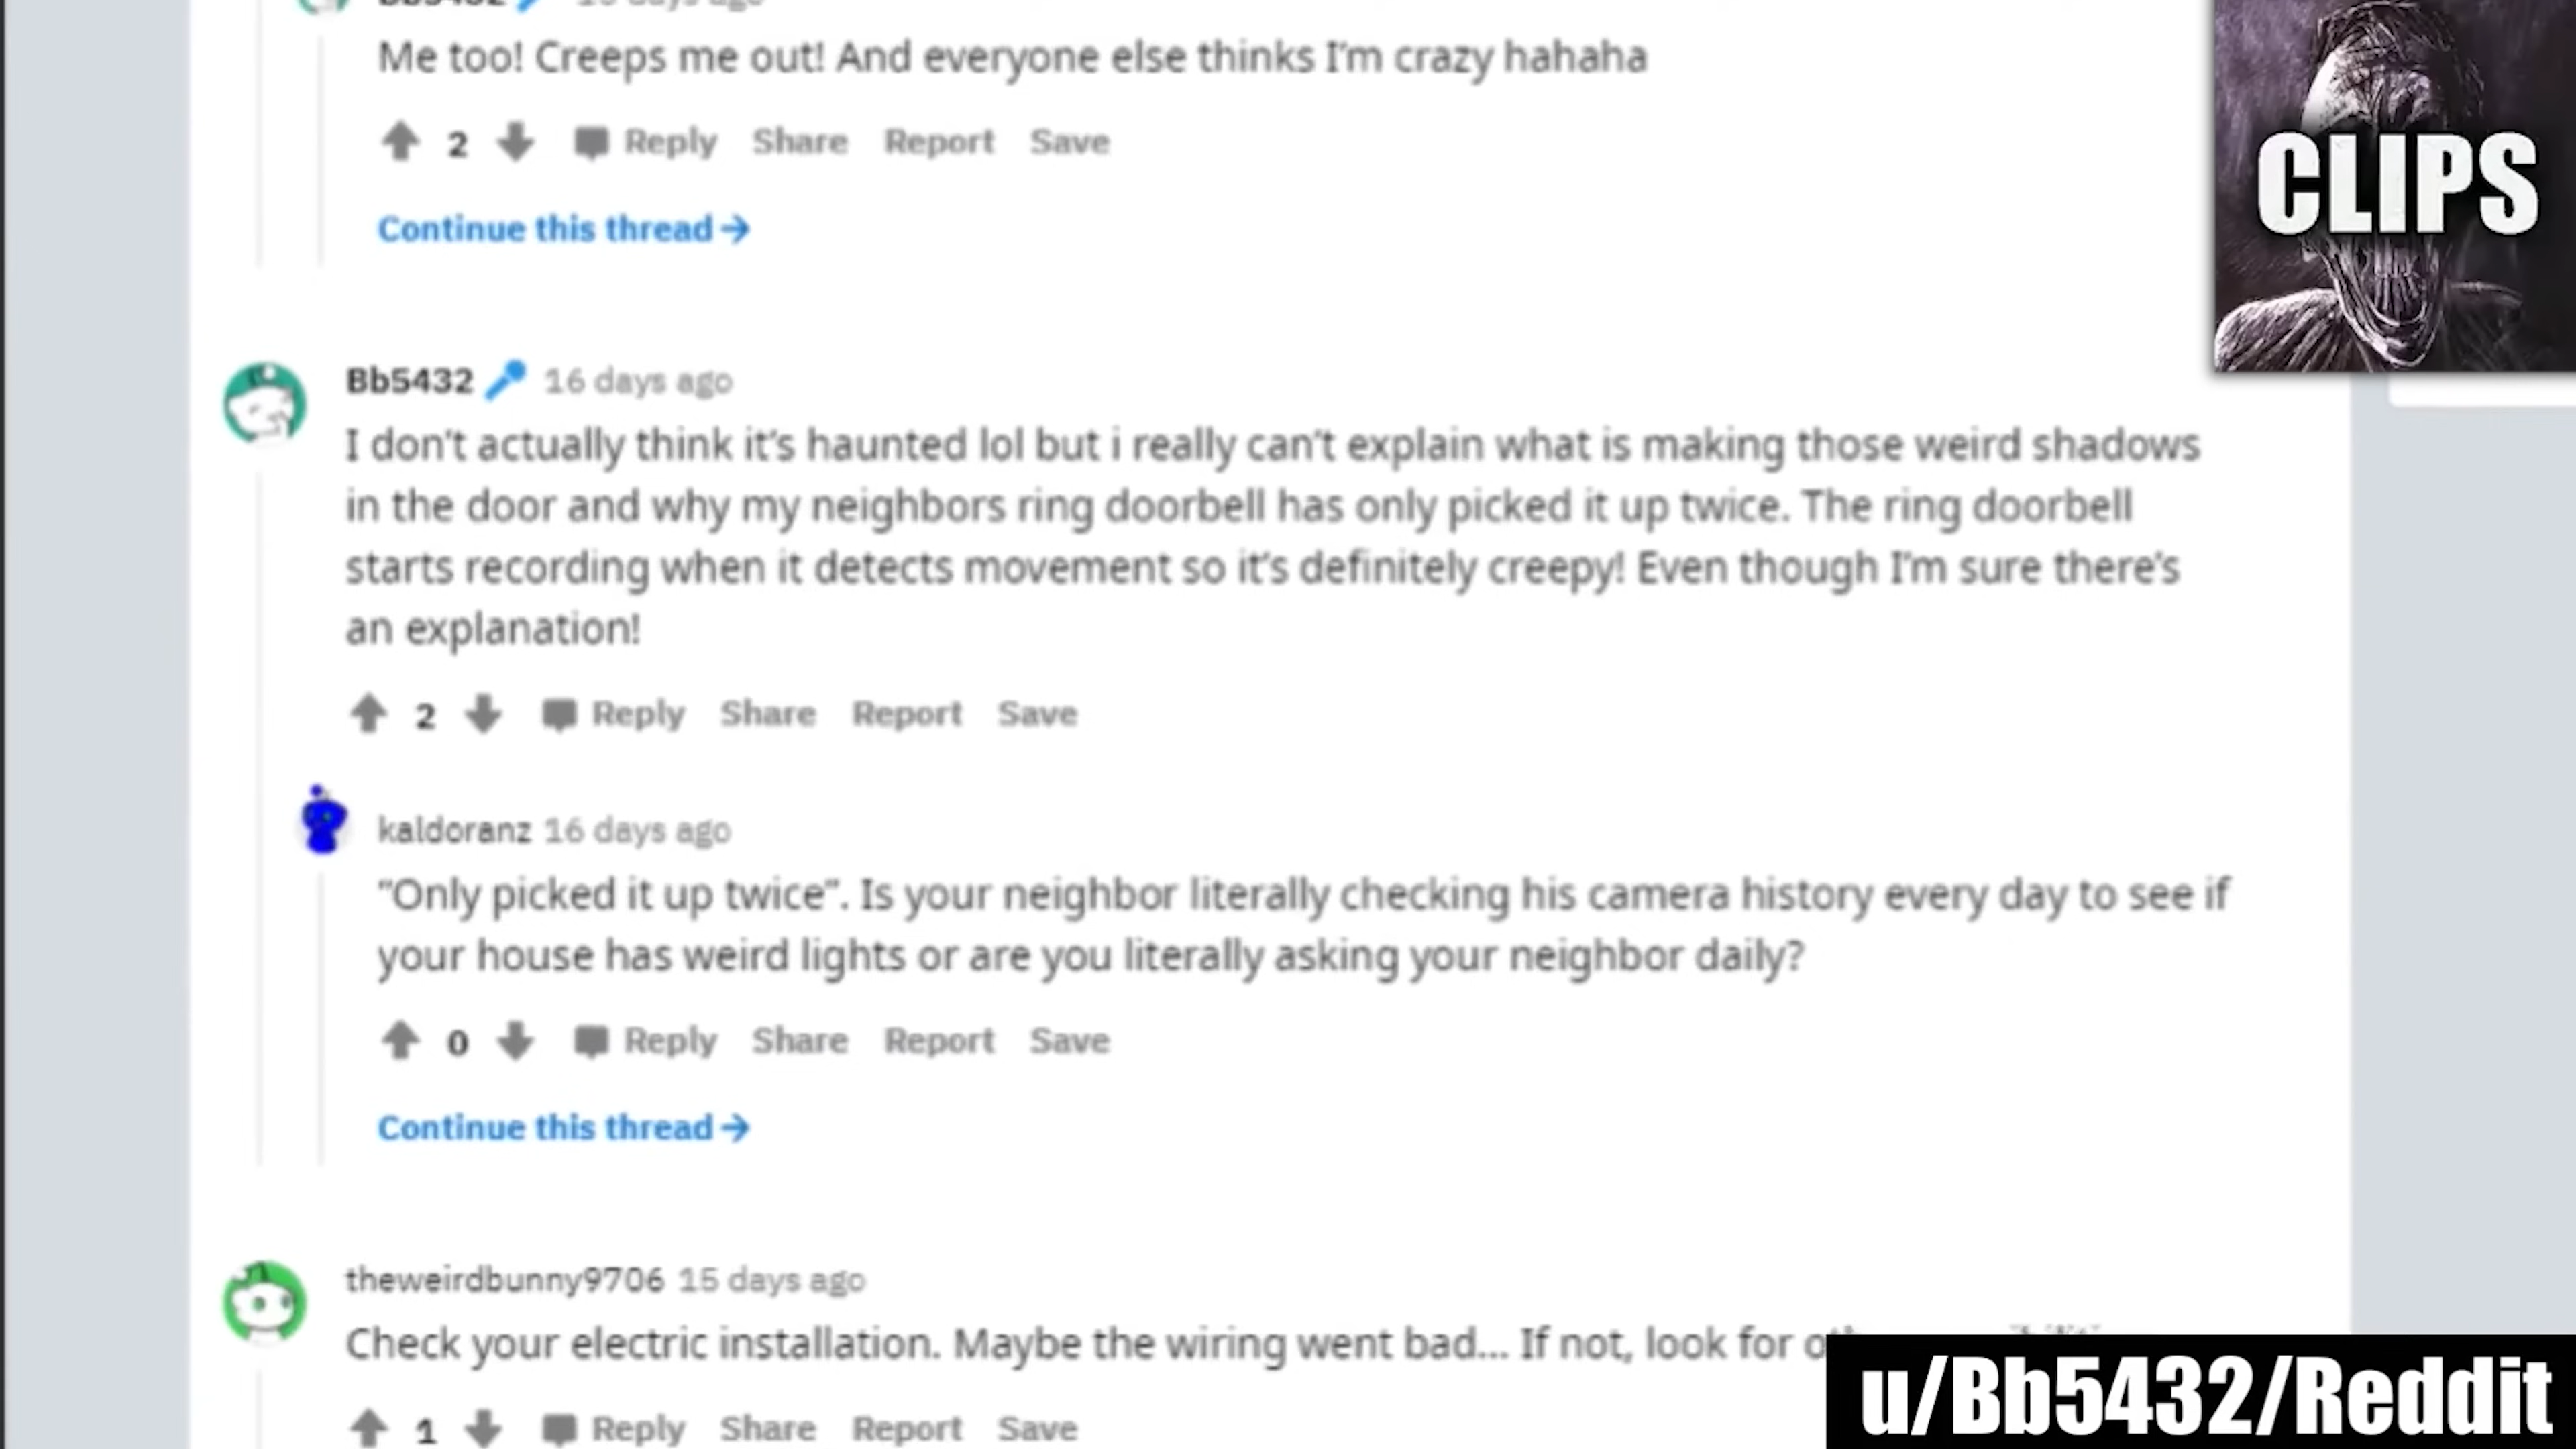 Bb5432
Me too! Creeps me out! And everyone else thinks I'm crazy hahaha
2 Reply Share Report Save
Continue this thread→
CLIPS
Bb5432 16 days ago
I don't actually think it's haunted lol but i really can't explain what is making those weird shadows
in the door and why my neighbors ring doorbell has only picked it up twice. The ring doorbell
starts recording when it detects movement so it's definitely creepy! Even though I'm sure there's
an explanation!
2 Reply Share Report Save
kaldoranz 16 days ago
"Only picked it up twice". Is your neighbor literally checking his camera history every day to see if
your house has weird lights or are you literally asking your neighbor daily?
0 Reply Share Report Save
Continue this thread→
theweirdbunny9706 15 days ago
Check your electric installation. Maybe the wiring went bad... If not, look for
1 Reply Share Report Save
u/Bb5432/Reddit